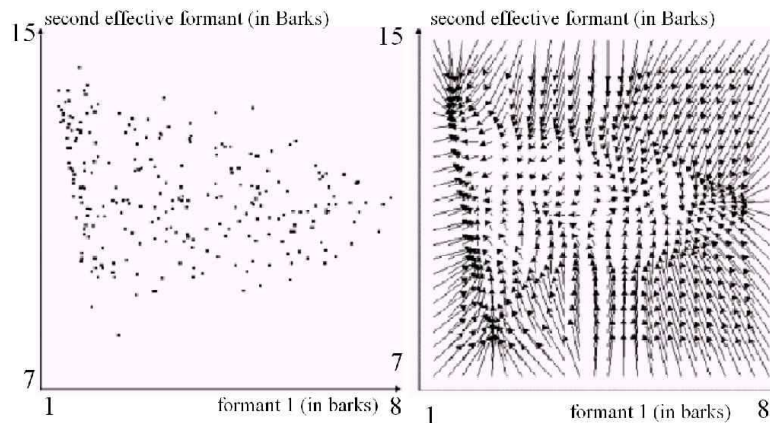 second effective formant (in Barks)
15
7
1
formant 1 (in barks)
8
second effective formant (in Barks)
15
7
1
formant 1 (in barks)
8